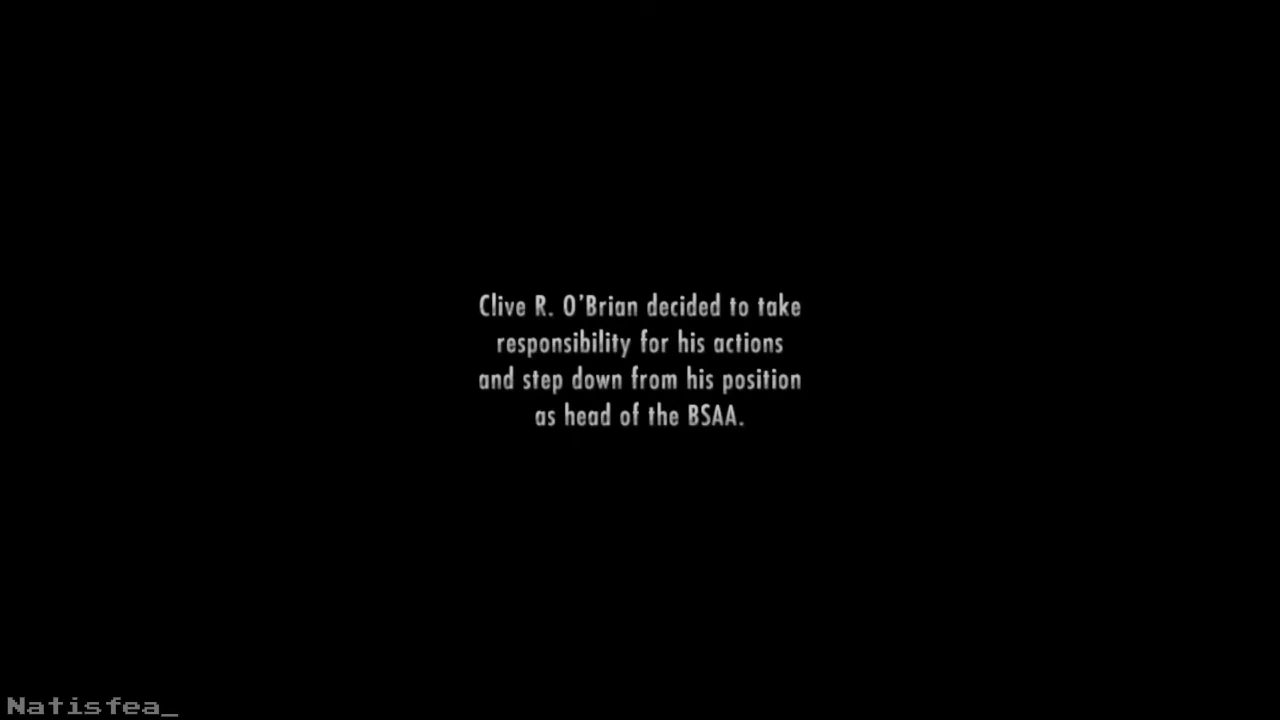 Clive R. O'Brian decided to take
responsibility for his actions
and step down from his position
as head of the BSAA.
Natisfea_